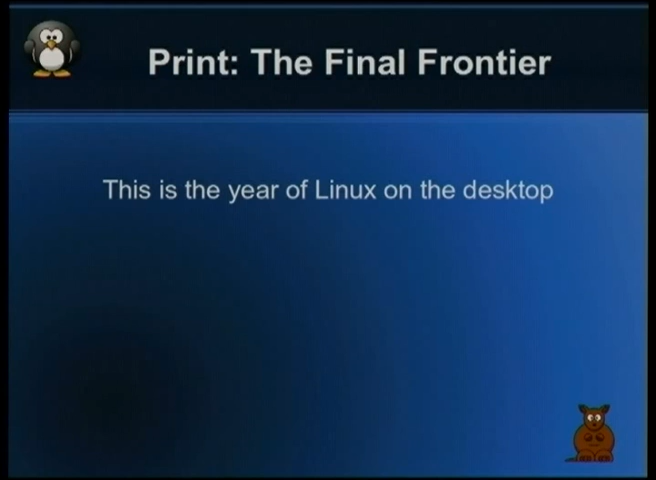 Print: The Final Frontier
This is the year of Linux on the desktop